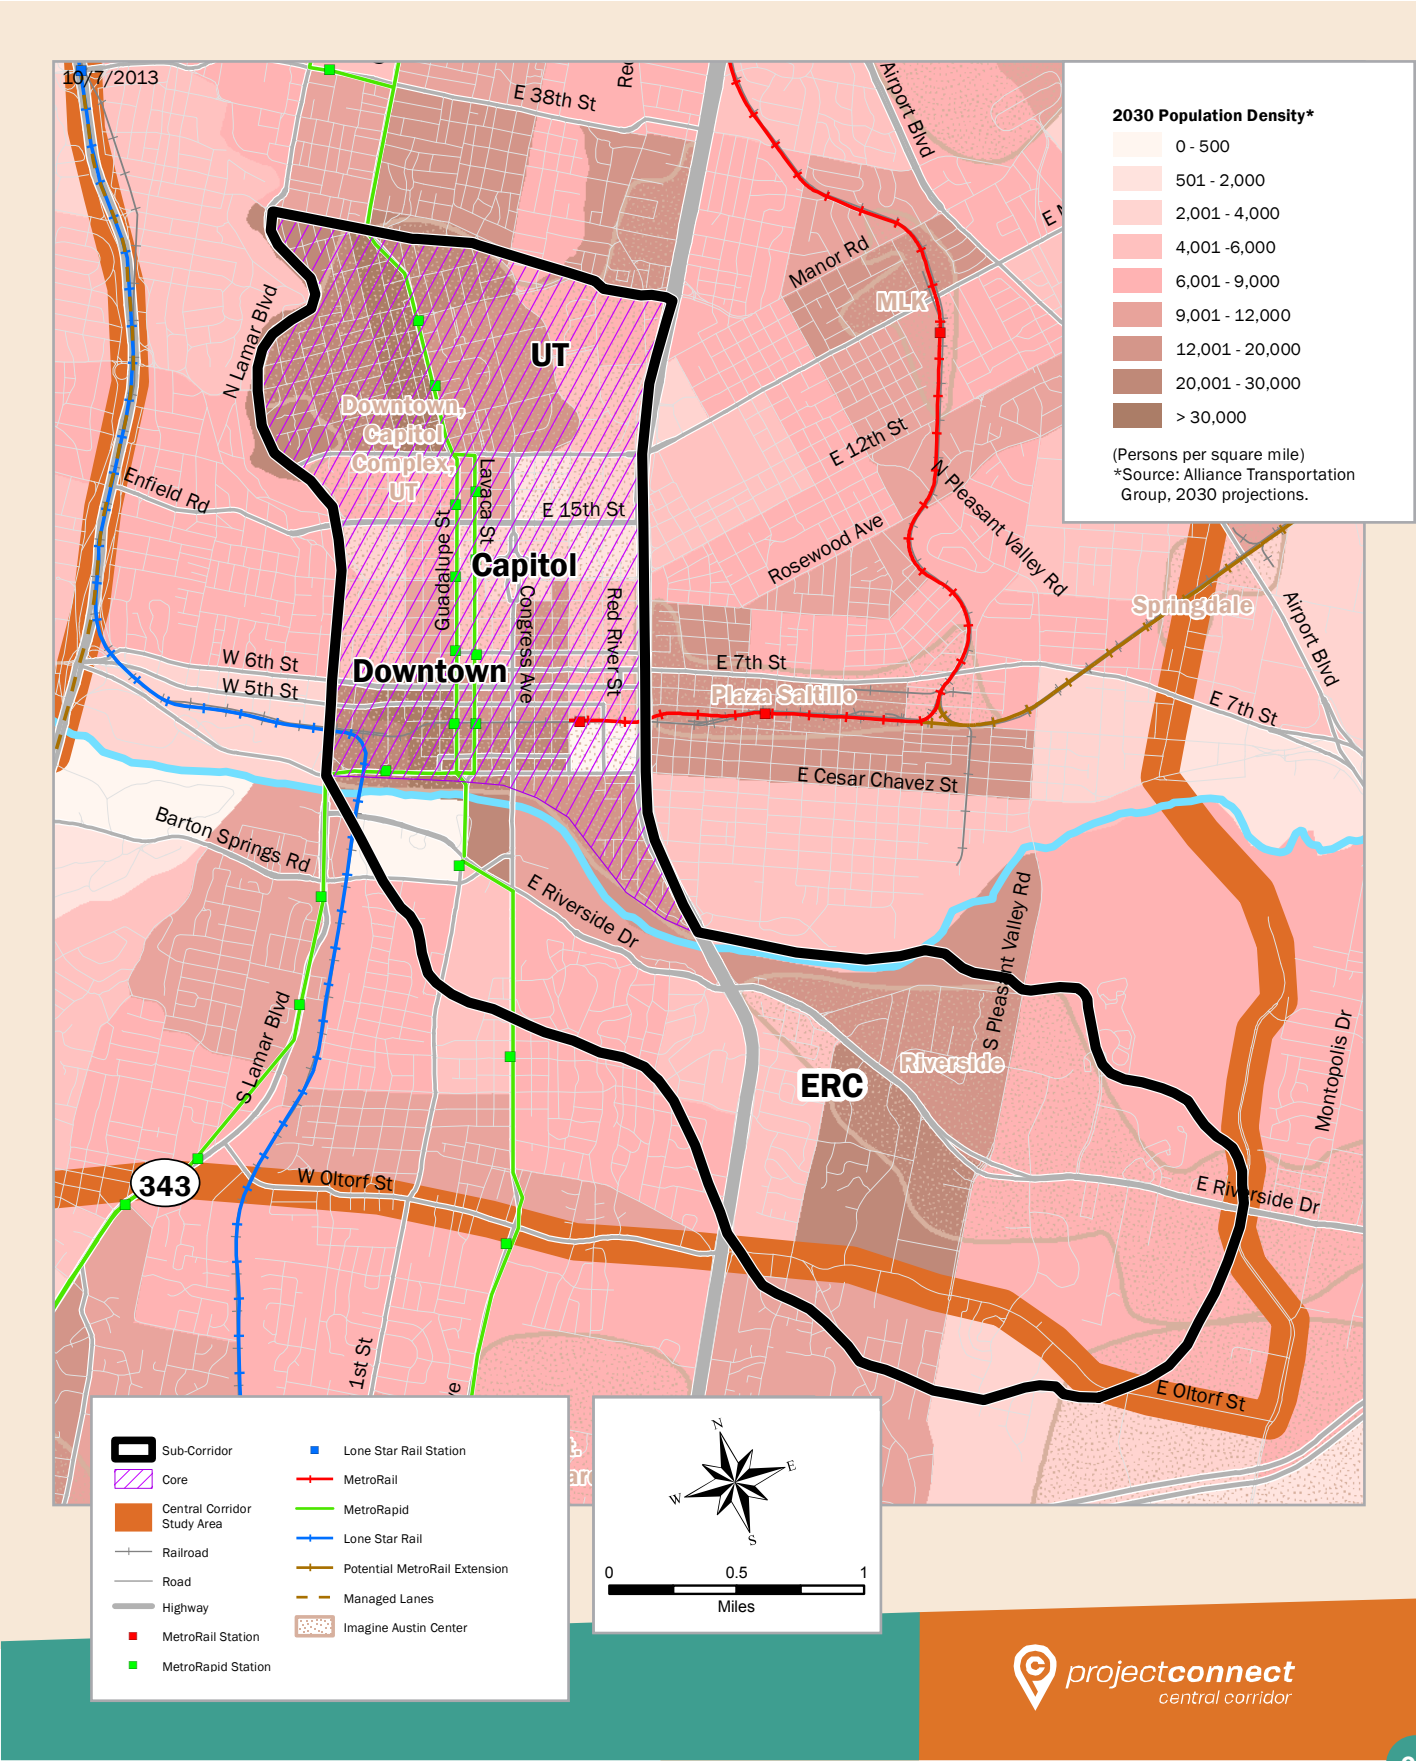 10/7/2013
E 38th St
Red
Airport Blvd
E M
2030 Population Density*
0 - 500
501 - 2,000
2,001 - 4,000
4,001 -6,000
6,001 - 9,000
9,001 - 12,000
12,001 - 20,000
20,001 - 30,000
> 30,000
(Persons per square mile)
*Source: Alliance Transportation
Group, 2030 projections.
Manor Rd
MLK
N Lamar Blvd
UT
Downtown,
Capitol
Complex,
UT
E 12th St
Enfield Rd
Lavaca St
N Pleasant Valley Rd
E 15th St
Guadalupe St
Rosewood Ave
Capitol
Congress Ave
Red River St
Springdale
Airport Blvd
W 6th St
W 5th St
Downtown
E 7th St
Plaza Saltillo
E 7th St
E Cesar Chavez St
Barton Springs Rd
E Riverside Dr
S Pleasant Valley Rd
S Lamar Blvd
Riverside
ERC
Montopolis Dr
343
W Oltorf St
E Riverside Dr
1st St
ve
E Oltorf St
Sub-Corridor
Core
Central Corridor
Study Area
Railroad
Road
Highway
MetroRail Station
MetroRapid Station
Lone Star Rail Station
MetroRail
MetroRapid
Lone Star Rail
Potential MetroRail Extension
Managed Lanes
Imagine Austin Center
N
E
W
S
0 0.5 1
Miles
projectconnect
central corridor